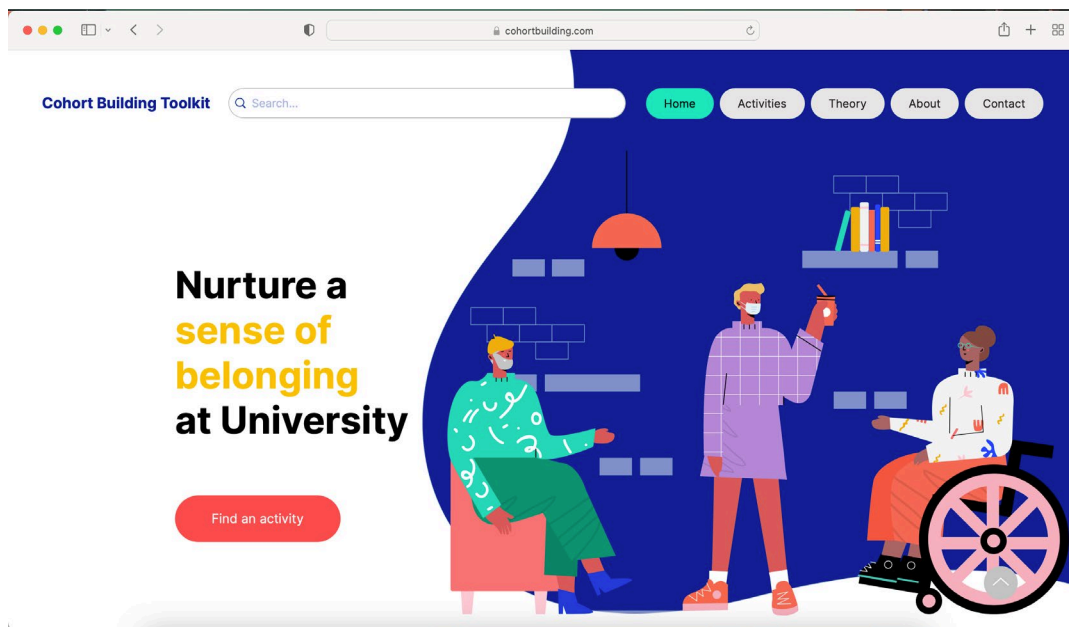 cohortbuilding.com
Cohort Building Toolkit
Search...
Home
Activities
Theory
About
Contact
Nurture a
sense of
belonging
at University
Find an activity